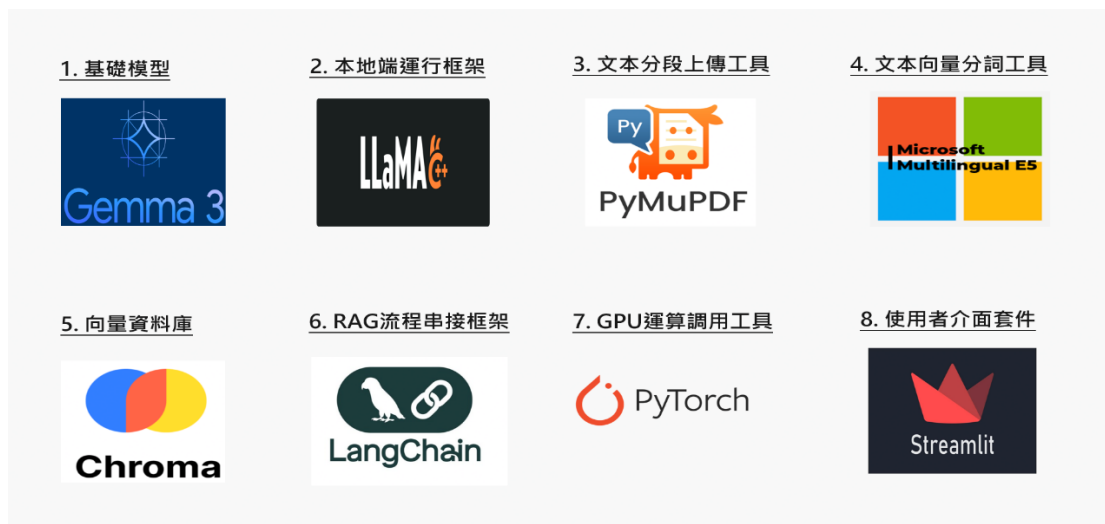 1. 基礎模型
2. 本地端運行框架
3. 文本分段上傳工具
4. 文本向量分詞工具
Gemma 3
LLaMA C++
Py
PyMuPDF
Microsoft
Multilingual E5
5. 向量資料庫
6. RAG流程串接框架
7. GPU運算調用工具
8. 使用者介面套件
Chroma
LangChain
PyTorch
Streamlit